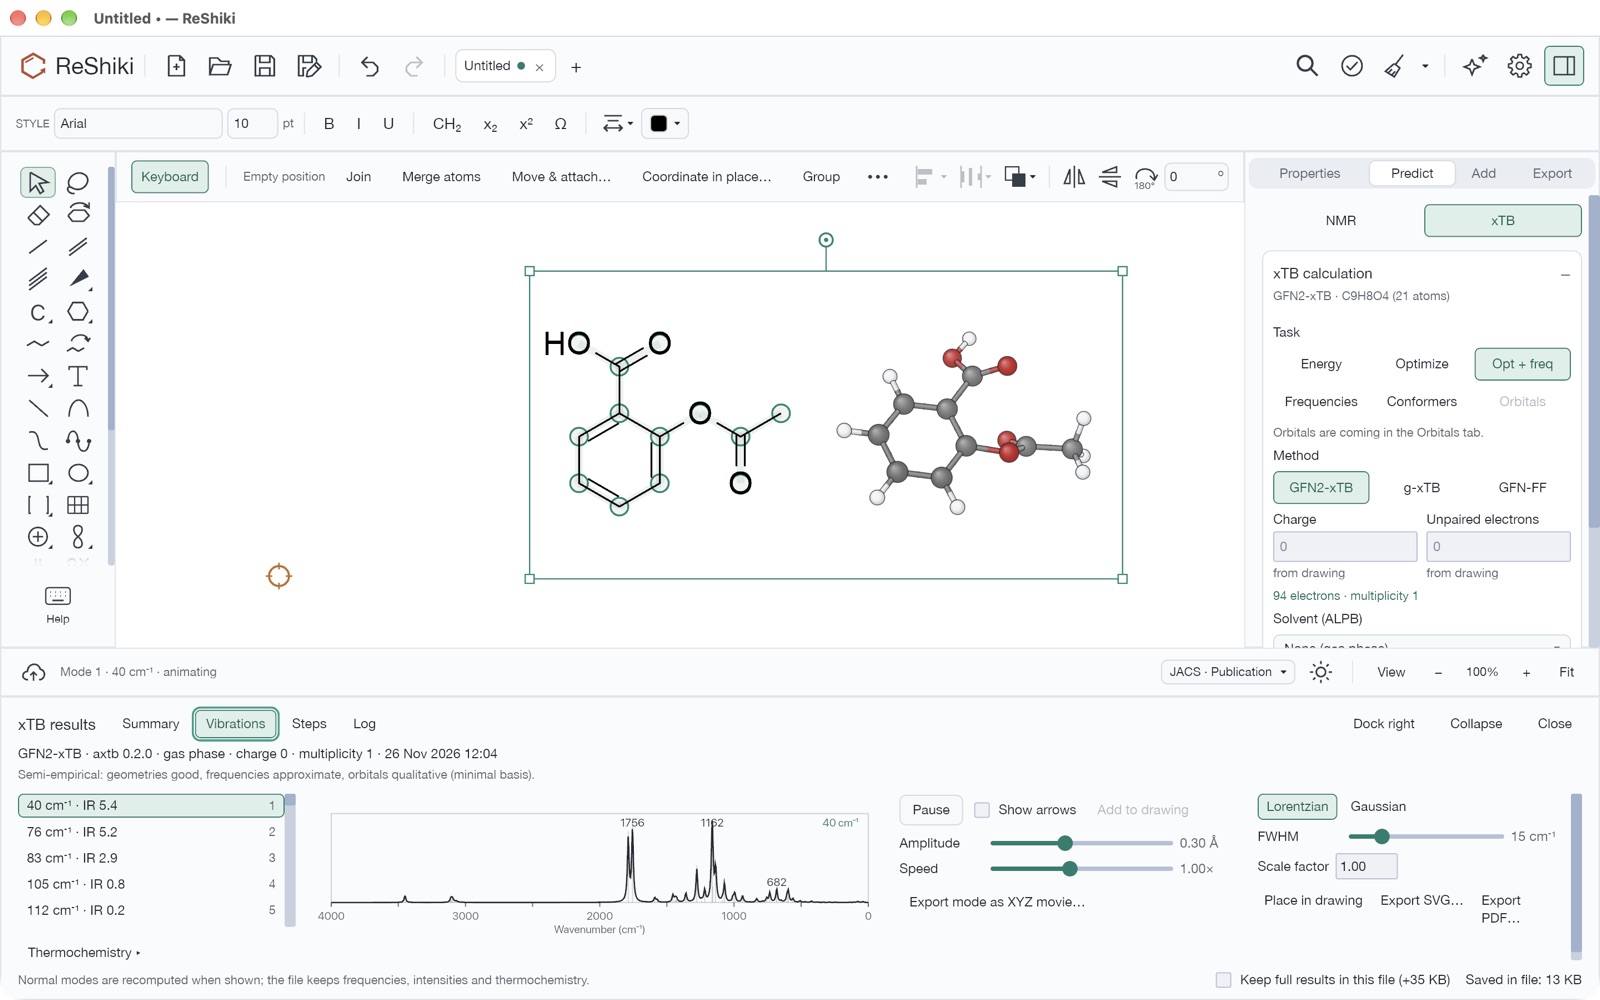 Untitled • — ReShiki
ReShiki
Untitled
STYLE Arial 10 pt B I U CH₂ x₂ x² Ω
Keyboard Empty position Join Merge atoms Move & attach... Coordinate in place... Group 180° 0 °
Properties Predict Add Export
NMR xTB
xTB calculation
GFN2-xTB · C9H8O4 (21 atoms)
Task
Energy Optimize Opt + freq
Frequencies Conformers Orbitals
Orbitals are coming in the Orbitals tab.
Method
GFN2-xTB g-xTB GFN-FF
Charge Unpaired electrons
0 0
from drawing from drawing
94 electrons · multiplicity 1
Solvent (ALPB)
None (gas phase)
C T
Help
HO O
O
O
Mode 1 · 40 cm⁻¹ · animating
JACS · Publication View − 100% + Fit
xTB results Summary Vibrations Steps Log Dock right Collapse Close
GFN2-xTB · axtb 0.2.0 · gas phase · charge 0 · multiplicity 1 · 26 Nov 2026 12:04
Semi-empirical: geometries good, frequencies approximate, orbitals qualitative (minimal basis).
40 cm⁻¹ · IR 5.4 1
76 cm⁻¹ · IR 5.2 2
83 cm⁻¹ · IR 2.9 3
105 cm⁻¹ · IR 0.8 4
112 cm⁻¹ · IR 0.2 5
1756 1162 40 cm⁻¹
682
4000 3000 2000 1000 0
Wavenumber (cm⁻¹)
Pause Show arrows Add to drawing
Amplitude 0.30 Å
Speed 1.00×
Export mode as XYZ movie...
Lorentzian Gaussian
FWHM 15 cm⁻¹
Scale factor 1.00
Place in drawing Export SVG... Export PDF...
Thermochemistry ▸
Normal modes are recomputed when shown; the file keeps frequencies, intensities and thermochemistry.
Keep full results in this file (+35 KB) Saved in file: 13 KB